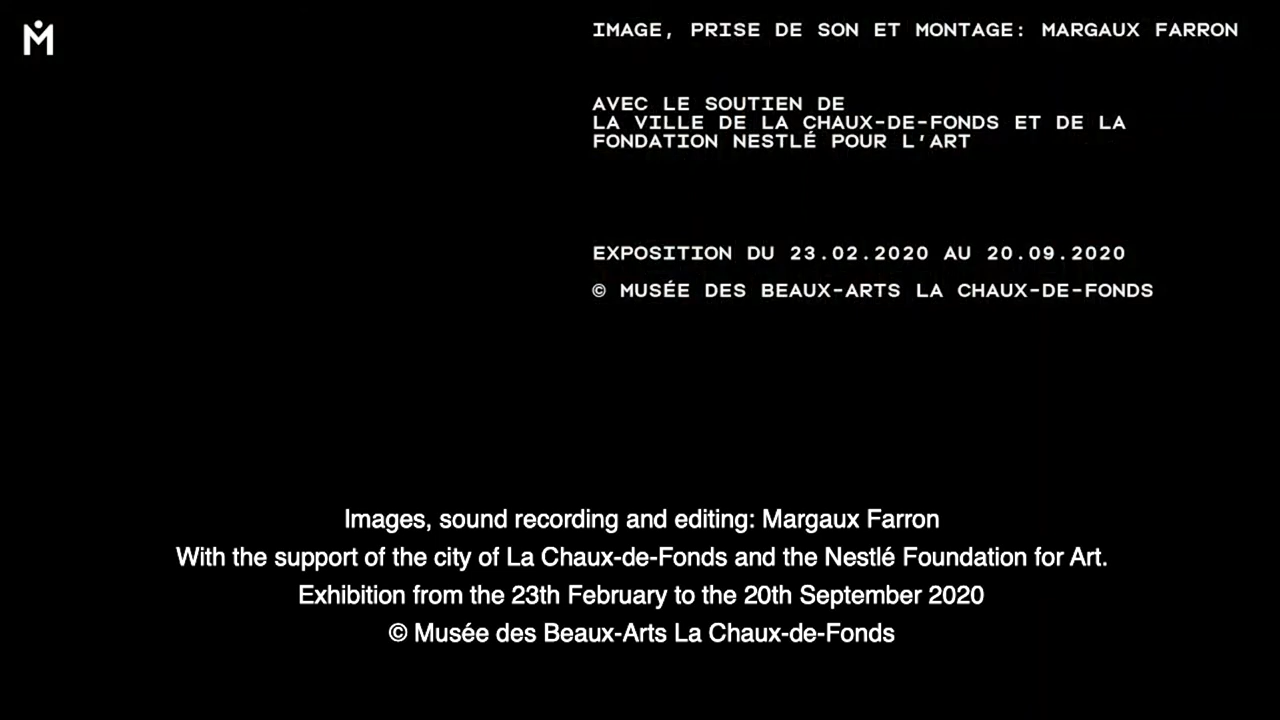 IMAGE, PRISE DE SON ET MONTAGE: MARGAUX FARRON
AVEC LE SOUTIEN DE
LA VILLE DE LA CHAUX-DE-FONDS ET DE LA
FONDATION NESTLÉ POUR L'ART
EXPOSITION DU 23.02.2020 AU 20.09.2020
© MUSÉE DES BEAUX-ARTS LA CHAUX-DE-FONDS
Images, sound recording and editing: Margaux Farron
With the support of the city of La Chaux-de-Fonds and the Nestlé Foundation for Art.
Exhibition from the 23th February to the 20th September 2020
© Musée des Beaux-Arts La Chaux-de-Fonds